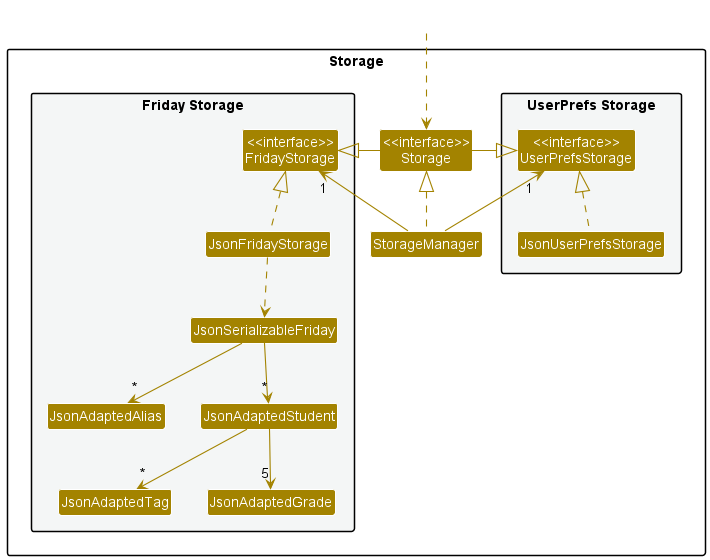 Storage
Friday Storage
UserPrefs Storage
<<interface>>
FridayStorage
<<interface>>
Storage
<<interface>>
UserPrefsStorage
1
1
JsonFridayStorage
StorageManager
JsonUserPrefsStorage
JsonSerializableFriday
*
*
JsonAdaptedAlias
JsonAdaptedStudent
*
5
JsonAdaptedTag
JsonAdaptedGrade